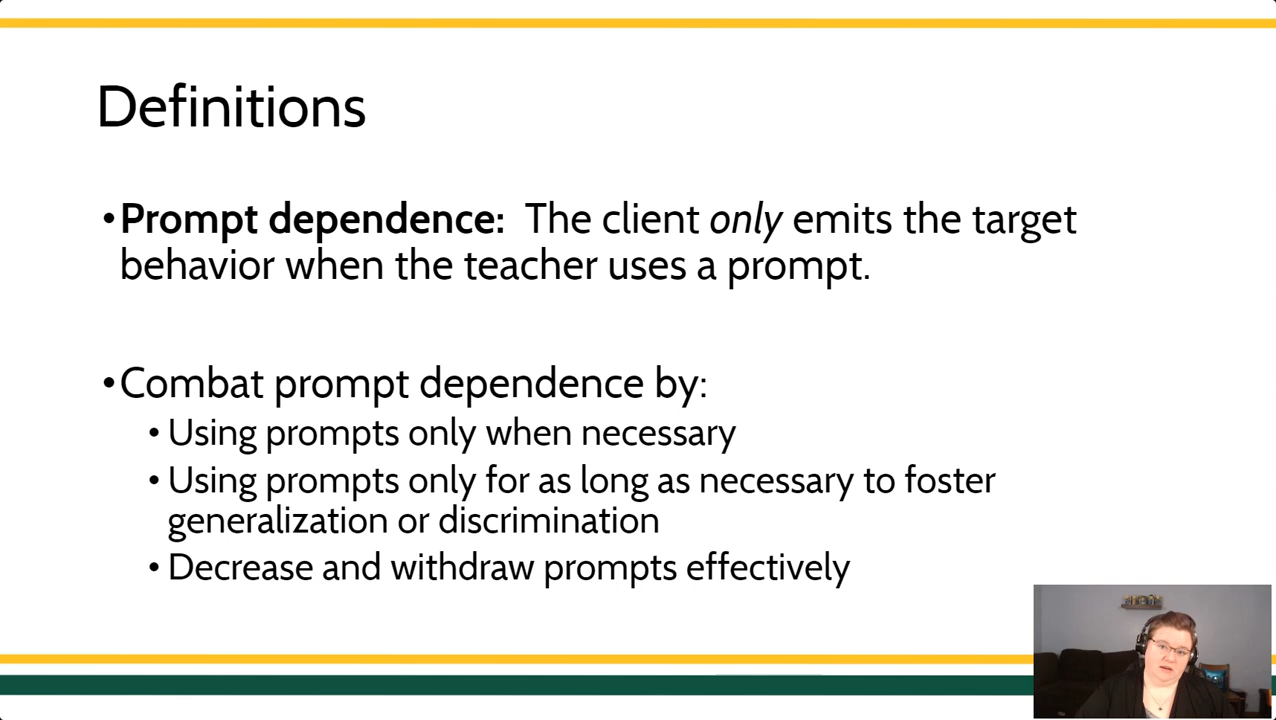 Definitions
•Prompt dependence: The client only emits the target
behavior when the teacher uses a prompt.
•Combat prompt dependence by:
• Using prompts only when necessary
• Using prompts only for as long as necessary to foster
generalization or discrimination
• Decrease and withdraw prompts effectively